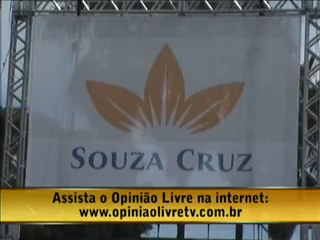 SOUZA CRUZ
Assista o Opinião Livre na internet:
www.opiniaolivretv.com.br